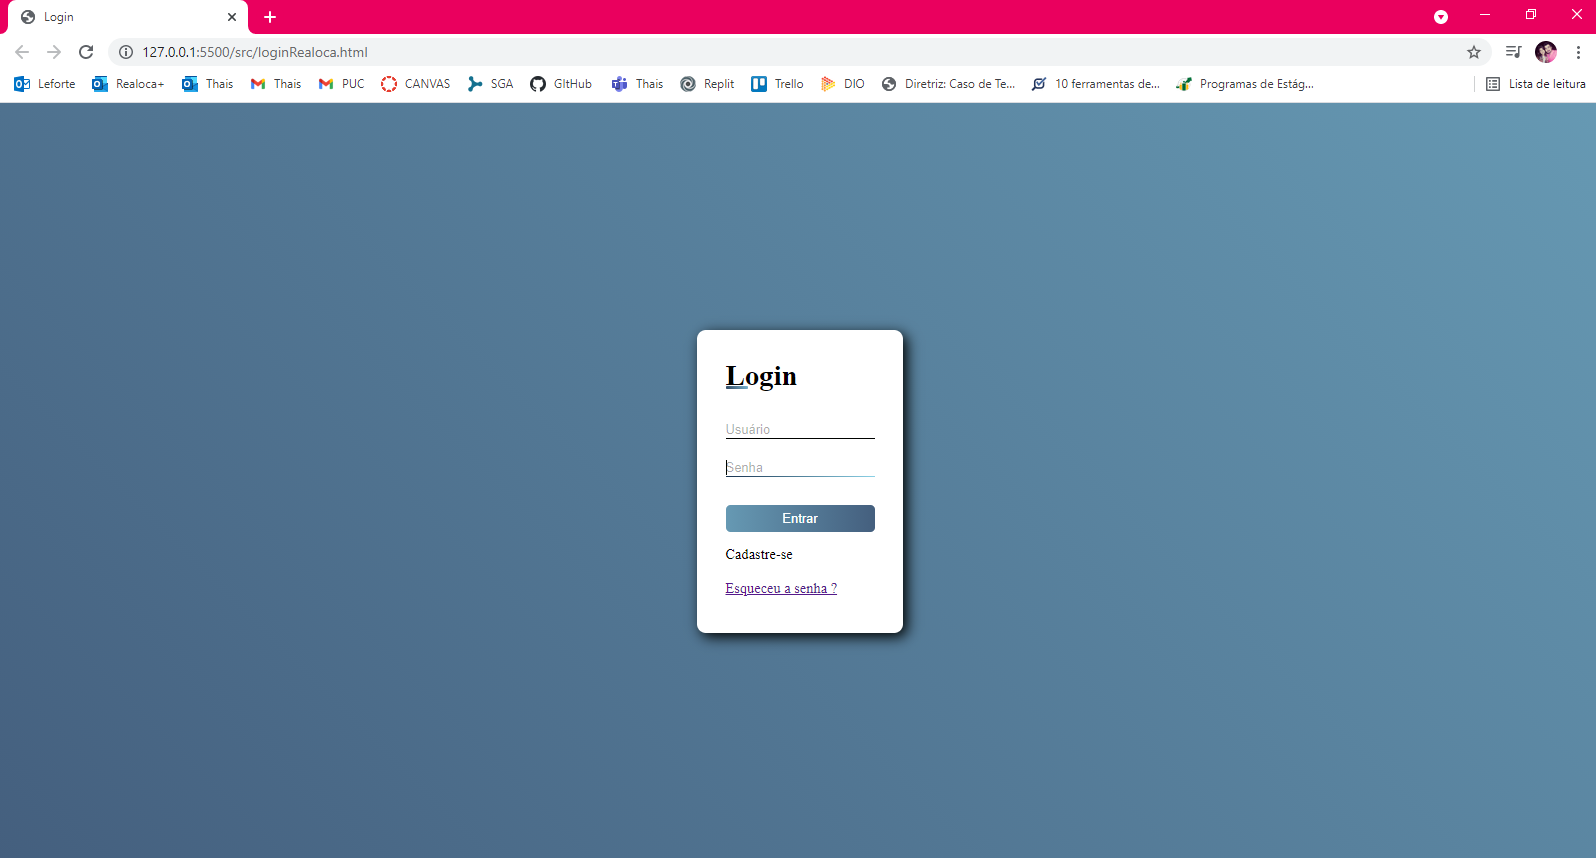 Login
127.0.0.1:5500/src/loginRealoca.html
Leforte Realoca+ Thais Thais PUC CANVAS SGA GItHub Thais Replit Trello DIO Diretriz: Caso de Te... 10 ferramentas de... Programas de Estág... Lista de leitura
Login
Usuário
Senha
Entrar
Cadastre-se
Esqueceu a senha ?